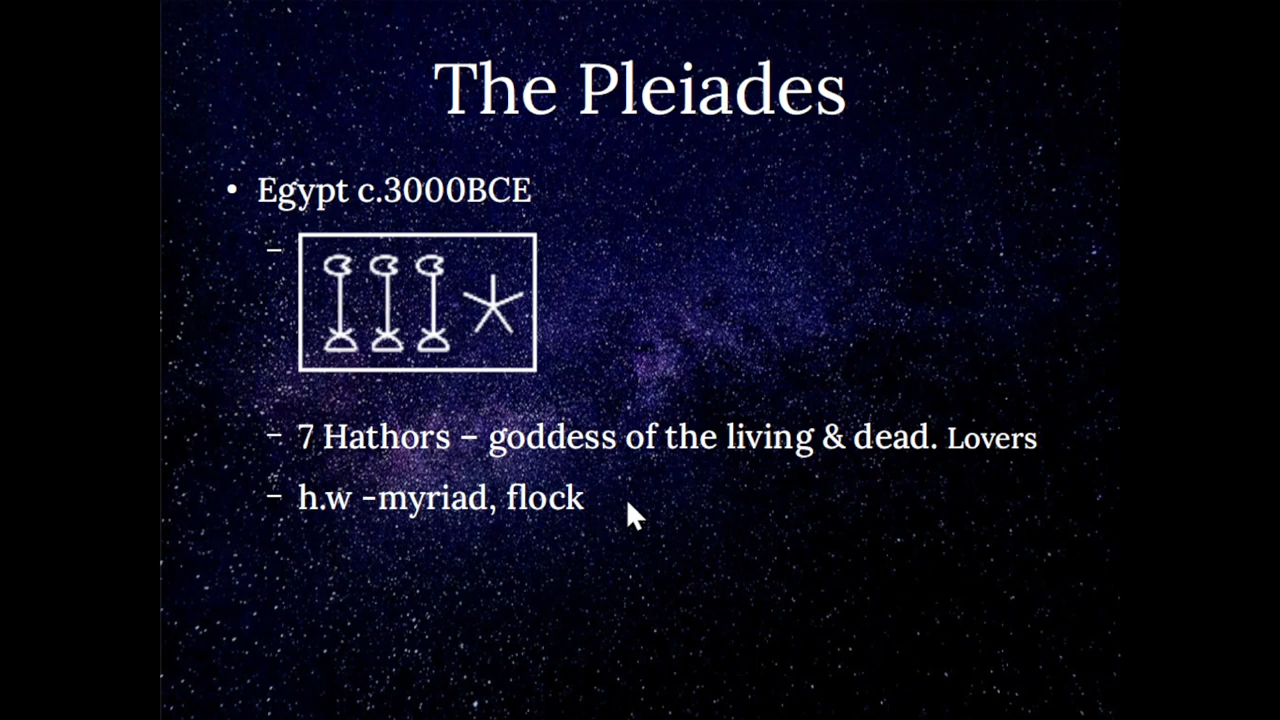 The Pleiades
• Egypt c.3000BCE
–
– 7 Hathors – goddess of the living & dead. Lovers
– h.w -myriad, flock